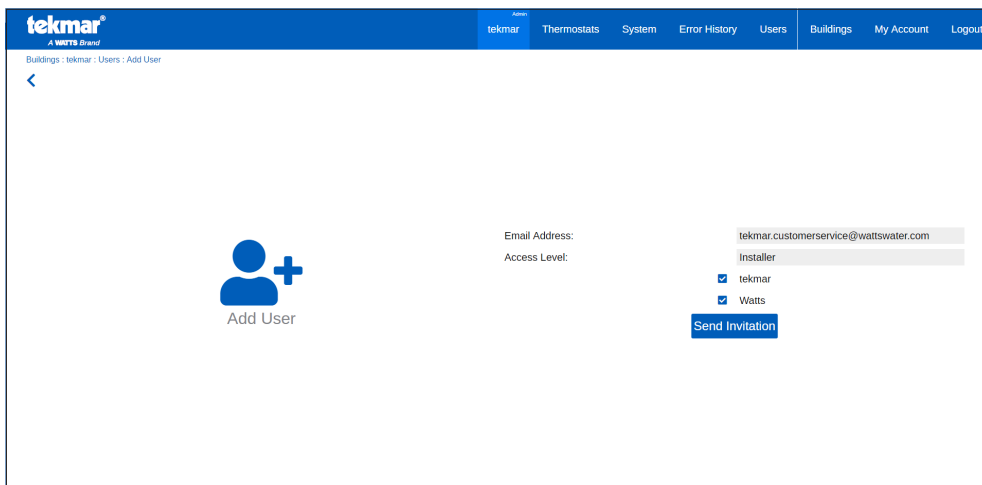 tekmar®
A WATTS Brand
Admin
tekmar Thermostats System Error History Users Buildings My Account Logout
Buildings : tekmar : Users : Add User
Email Address: tekmar.customerservice@wattswater.com
Access Level: Installer
tekmar
Watts
Add User
Send Invitation